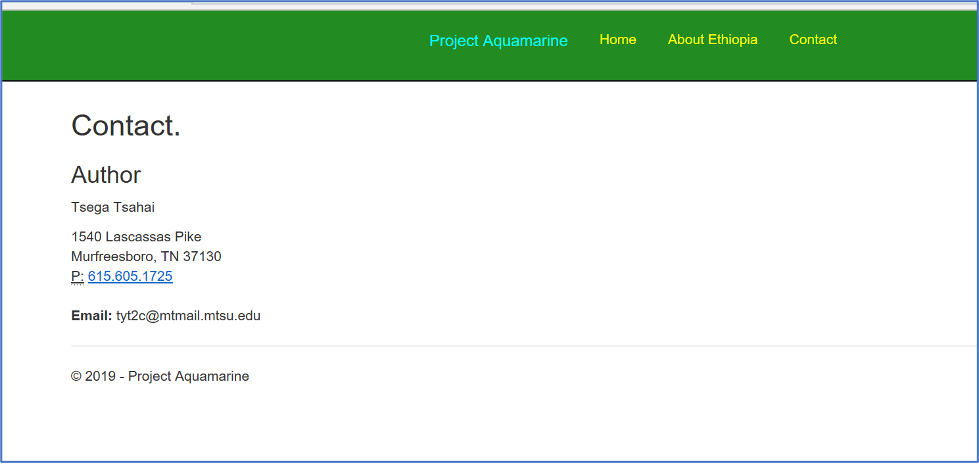 Project Aquamarine Home About Ethiopia Contact
Contact.
Author
Tsega Tsahai
1540 Lascassas Pike
Murfreesboro, TN 37130
P: 615.605.1725
Email: tyt2c@mtmail.mtsu.edu
© 2019 - Project Aquamarine